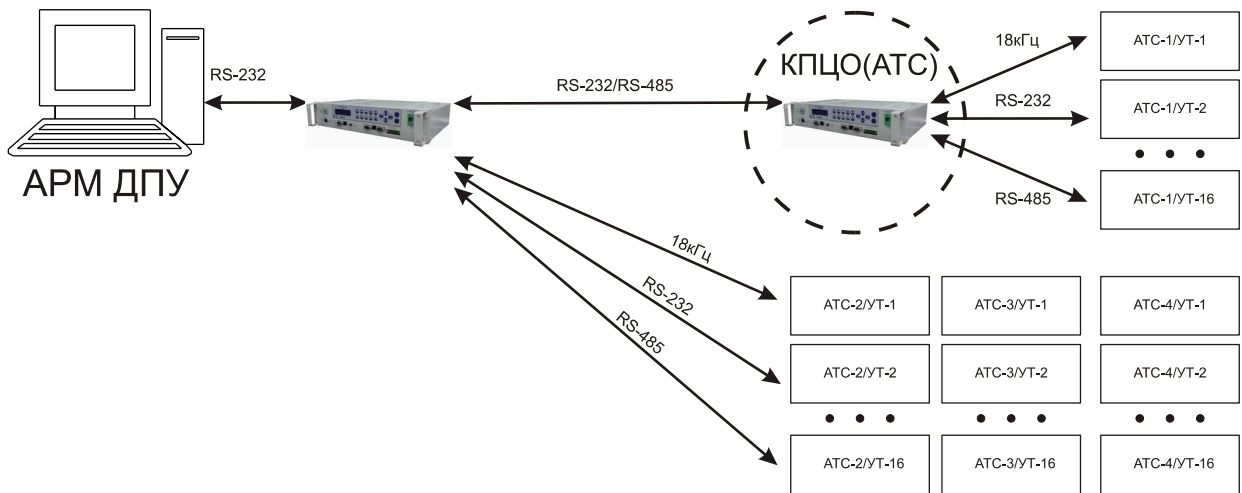 RS-232
АРМ ДПУ
RS-232/RS-485
КПЦО(АТС)
18кГц
RS-232
RS-485
АТС-1/УТ-1
АТС-1/УТ-2
АТС-1/УТ-16
18кГц
RS-232
RS-485
АТС-2/УТ-1 АТС-3/УТ-1 АТС-4/УТ-1
АТС-2/УТ-2 АТС-3/УТ-2 АТС-4/УТ-2
АТС-2/УТ-16 АТС-3/УТ-16 АТС-4/УТ-16